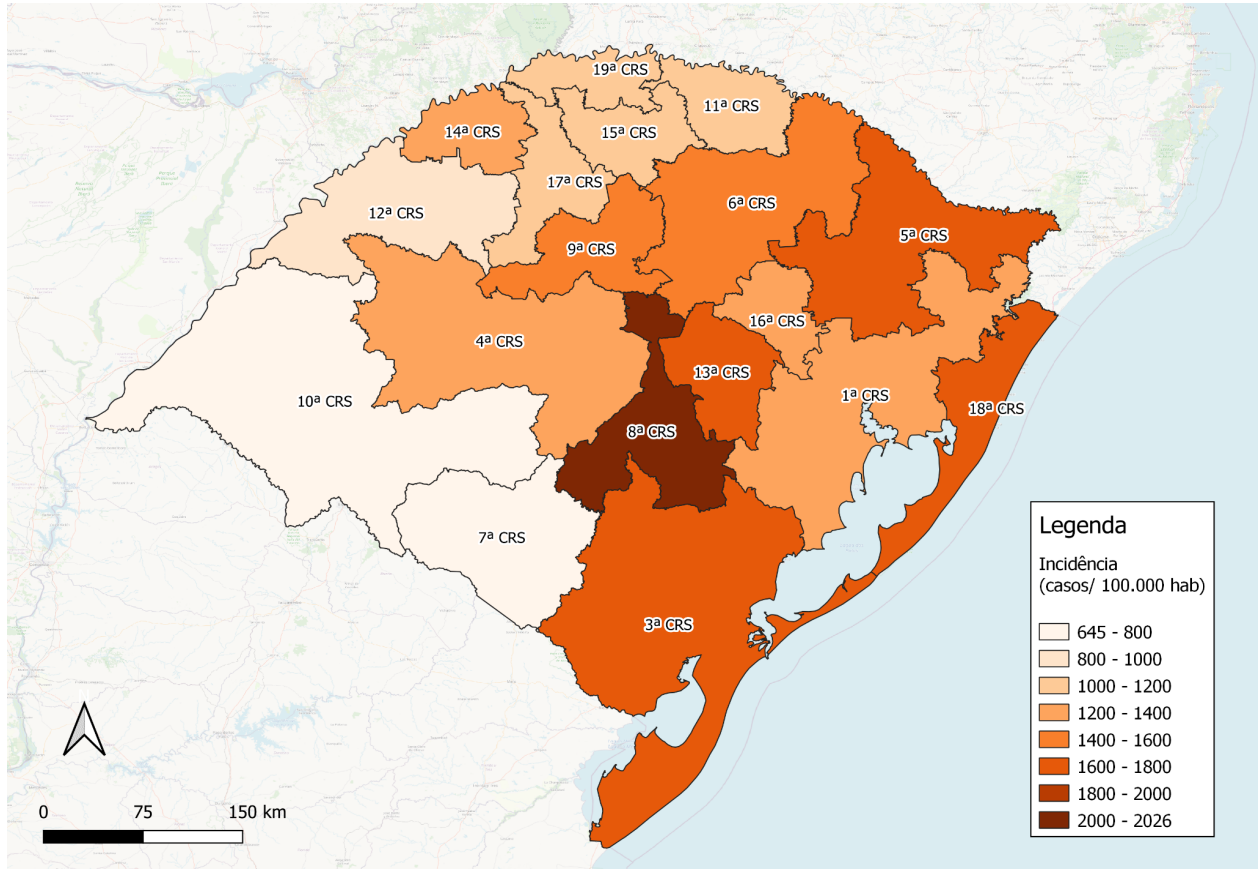 19ª CRS
11ª CRS
14ª CRS
15ª CRS
17ª CRS
6ª CRS
12ª CRS
5ª CRS
9ª CRS
16ª CRS
4ª CRS
13ª CRS
10ª CRS
1ª CRS
18ª CRS
8ª CRS
7ª CRS
3ª CRS
Legenda
Incidência
(casos/ 100.000 hab)
645 - 800
800 - 1000
1000 - 1200
1200 - 1400
1400 - 1600
1600 - 1800
1800 - 2000
2000 - 2026
0 75 150 km